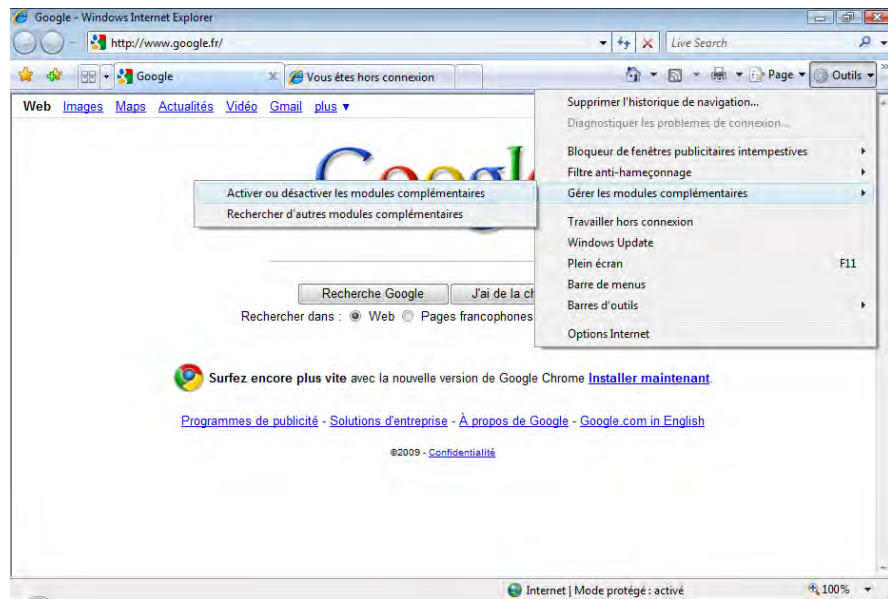 Google - Windows Internet Explorer
http://www.google.fr/
Live Search
Google
Vous êtes hors connexion
Page
Outils
Web Images Maps Actualités Vidéo Gmail plus ▼
Supprimer l'historique de navigation...
Diagnostiquer les problèmes de connexion...
Bloqueur de fenêtres publicitaires intempestives
Filtre anti-hameçonnage
Gérer les modules complémentaires
Activer ou désactiver les modules complémentaires
Rechercher d'autres modules complémentaires
Travailler hors connexion
Windows Update
Plein écran F11
Barre de menus
Barres d'outils
Options Internet
Google
Recherche Google
J'ai de la ch
Rechercher dans : Web Pages francophones
Surfez encore plus vite avec la nouvelle version de Google Chrome Installer maintenant.
Programmes de publicité - Solutions d'entreprise - À propos de Google - Google.com in English
©2009 - Confidentialité
Internet | Mode protégé : activé
100%